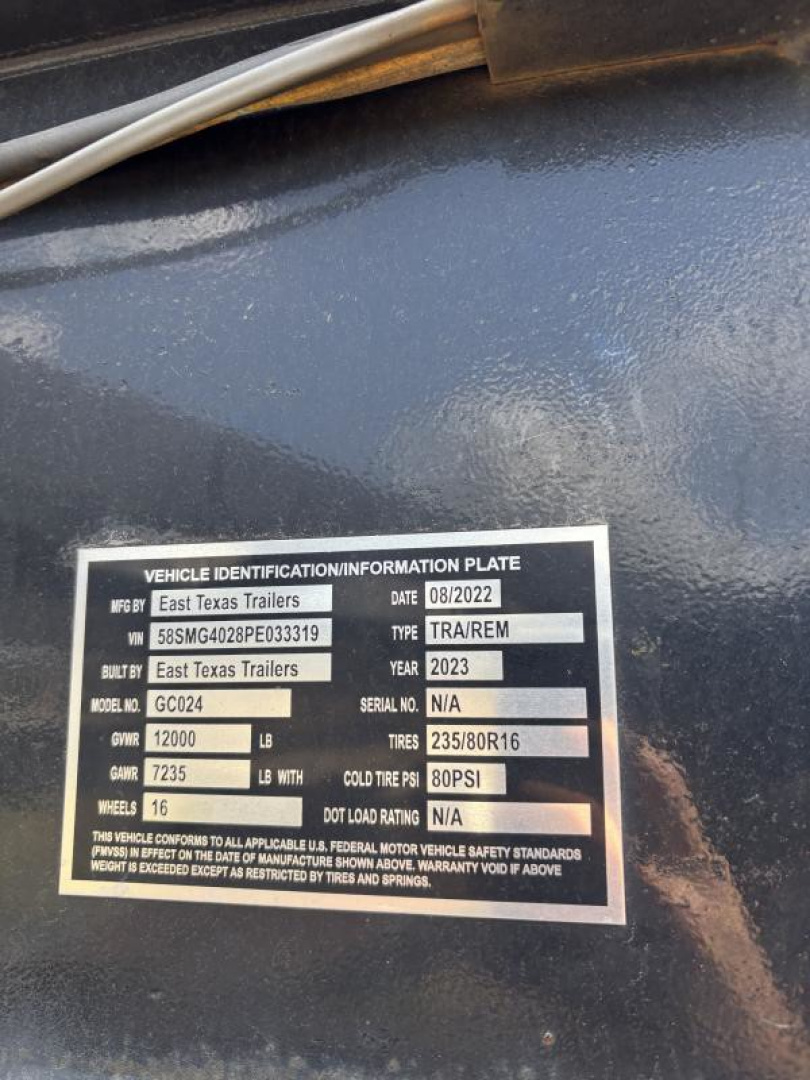 VEHICLE IDENTIFICATION/INFORMATION PLATE
MFG BY East Texas Trailers DATE 08/2022
VIN 58SMG4028PE033319 TYPE TRA/REM
BUILT BY East Texas Trailers YEAR 2023
MODEL NO. GC024 SERIAL NO. N/A
GVWR 12000 LB TIRES 235/80R16
GAWR 7235 LB WITH COLD TIRE PSI 80PSI
WHEELS 16 DOT LOAD RATING N/A
THIS VEHICLE CONFORMS TO ALL APPLICABLE U.S. FEDERAL MOTOR VEHICLE SAFETY STANDARDS
(FMVSS) IN EFFECT ON THE DATE OF MANUFACTURE SHOWN ABOVE. WARRANTY VOID IF ABOVE
WEIGHT IS EXCEEDED EXCEPT AS RESTRICTED BY TIRES AND SPRINGS.